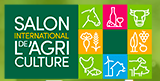 SALON
INTERNATIONAL
DE L'AGRI
CULTURE